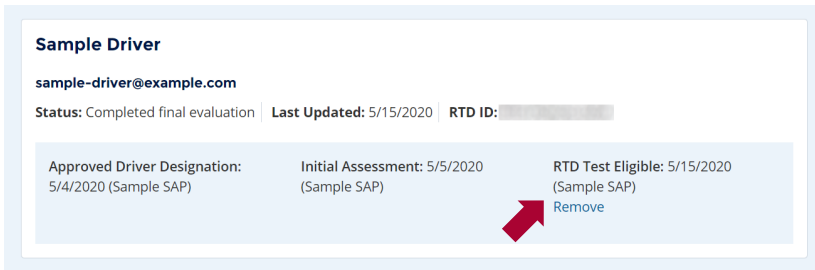 Sample Driver
sample-driver@example.com
Status: Completed final evaluation Last Updated: 5/15/2020 RTD ID:
Approved Driver Designation:
5/4/2020 (Sample SAP)
Initial Assessment: 5/5/2020
(Sample SAP)
RTD Test Eligible: 5/15/2020
(Sample SAP)
Remove